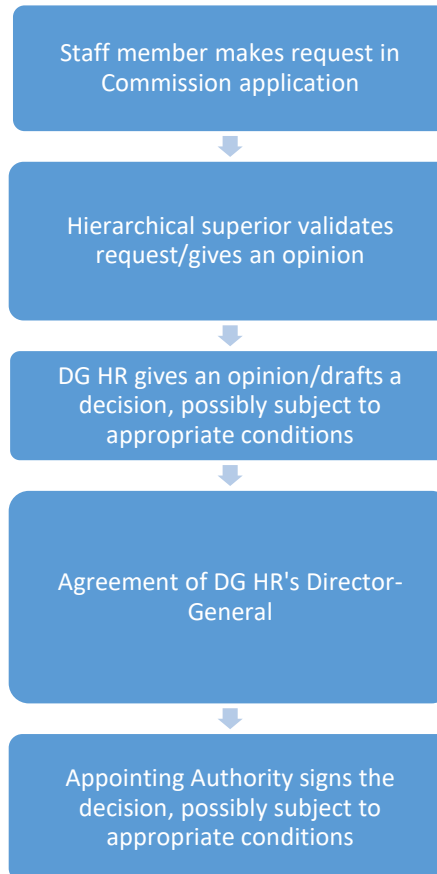 Staff member makes request in
Commission application
Hierarchical superior validates
request/gives an opinion
DG HR gives an opinion/drafts a
decision, possibly subject to
appropriate conditions
Agreement of DG HR's Director-
General
Appointing Authority signs the
decision, possibly subject to
appropriate conditions